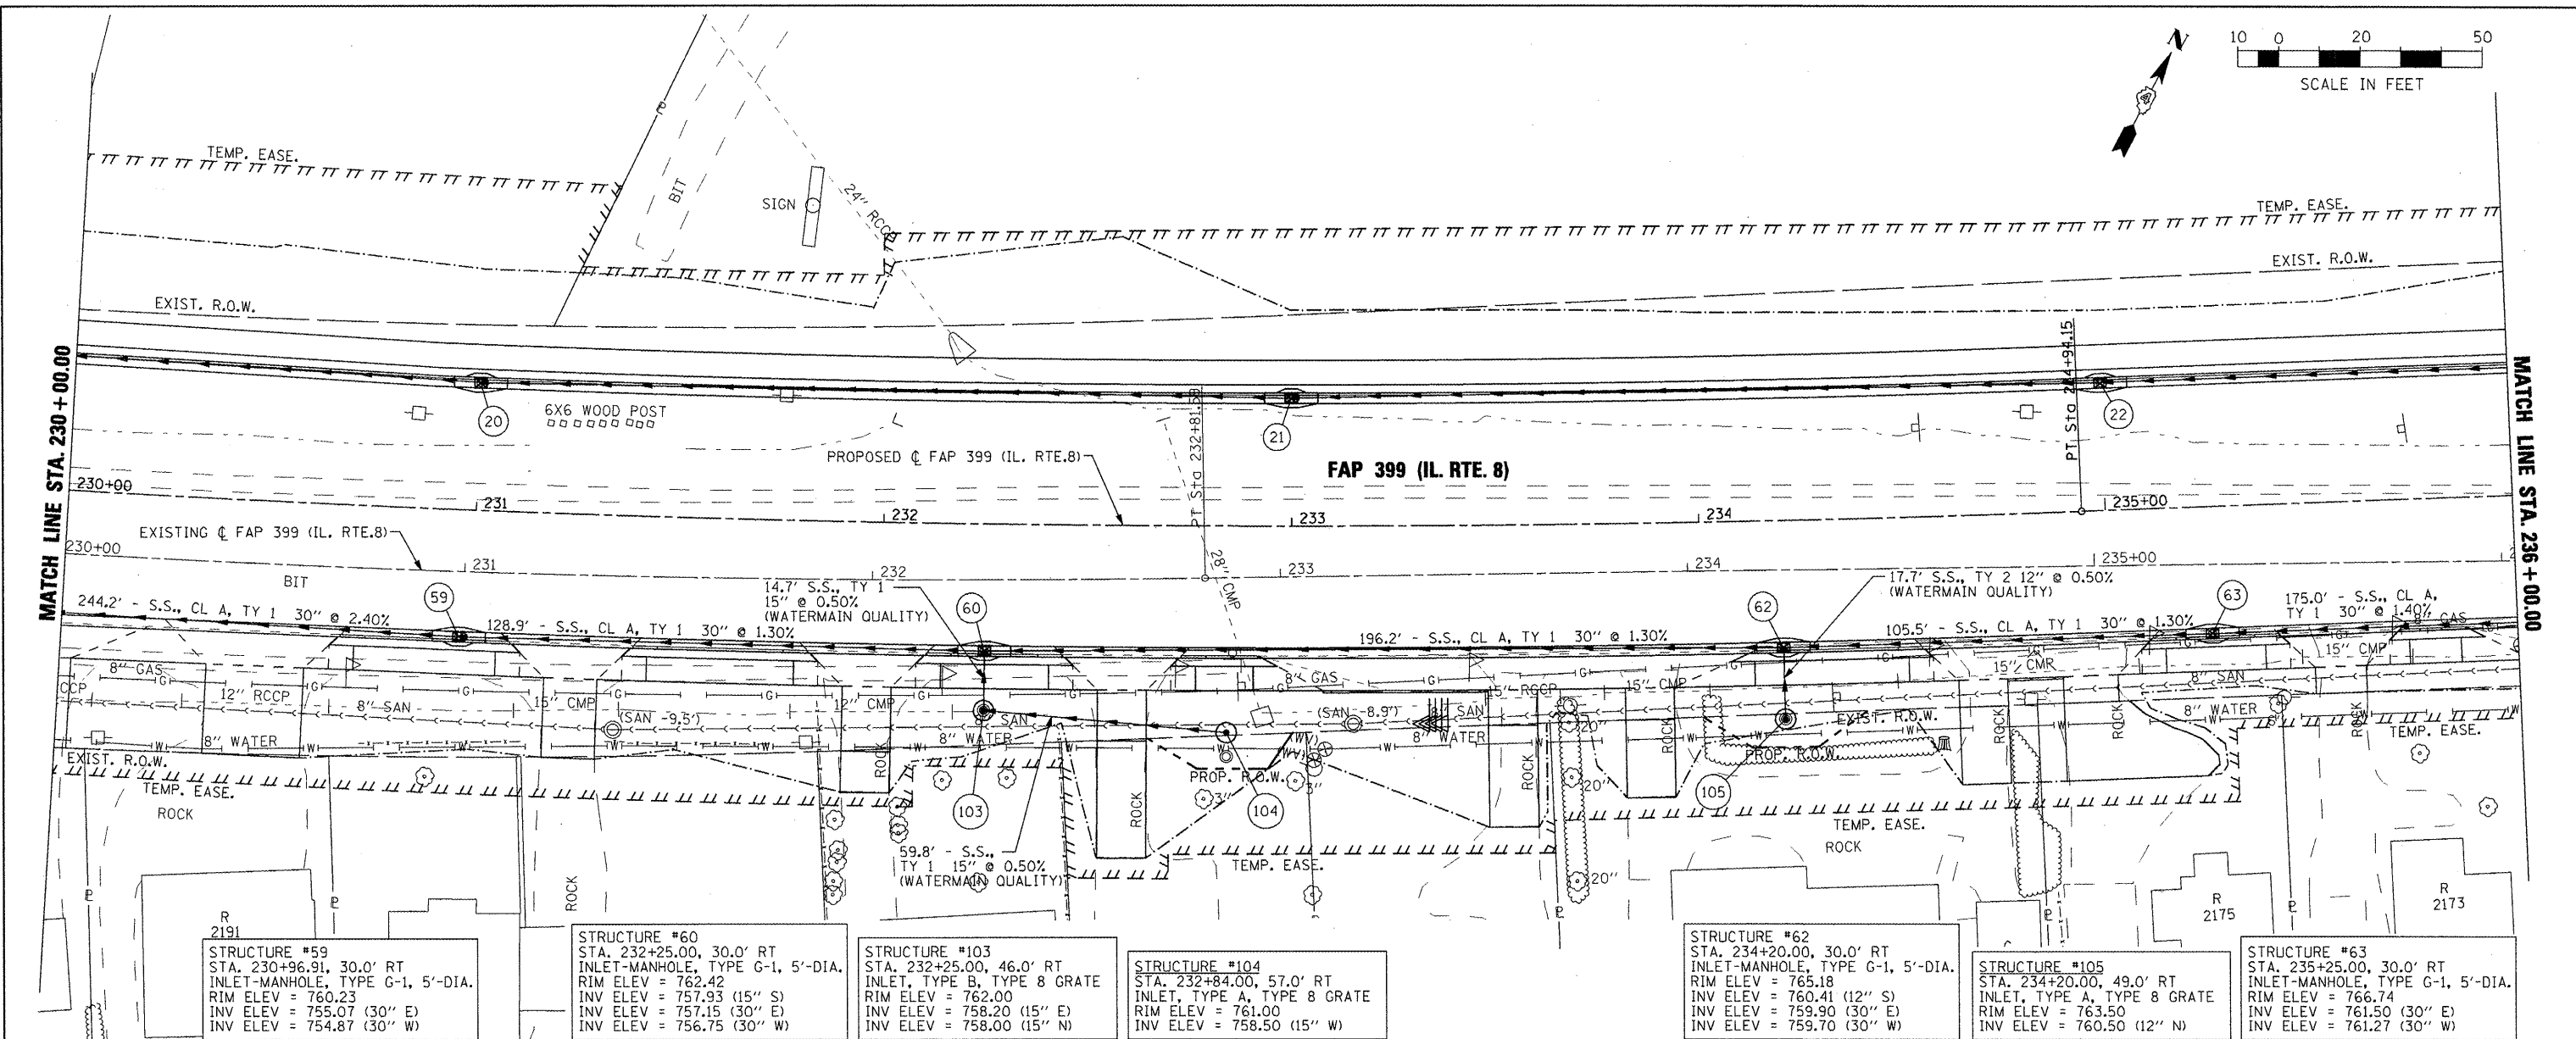 10 0 20 50
SCALE IN FEET
N
TEMP. EASE.
BIT
SIGN
24" RCCP
TEMP. EASE.
EXIST. R.O.W.
EXIST. R.O.W.
MATCH LINE STA. 230+00.00
MATCH LINE STA. 236+00.00
20
6X6 WOOD POST
21
22
PT Sta 232+81.59
PT Sta 244+94.15
PROPOSED ℄ FAP 399 (IL. RTE.8)
FAP 399 (IL. RTE. 8)
230+00
231
232
233
234
235+00
EXISTING ℄ FAP 399 (IL. RTE.8)
230+00
231
232
233
234
235+00
BIT
28" CMP
244.2' - S.S., CL A, TY 1 30" @ 2.40%
59
128.9' - S.S., CL A, TY 1 30" @ 1.30%
14.7' S.S., TY 1
15" @ 0.50%
(WATERMAIN QUALITY)
60
196.2' - S.S., CL A, TY 1 30" @ 1.30%
62
17.7' S.S., TY 2 12" @ 0.50%
(WATERMAIN QUALITY)
105.5' - S.S., CL A, TY 1 30" @ 1.30%
63
175.0' - S.S., CL A,
TY 1 30" @ 1.40%
8" GAS
8" GAS
8" GAS
12" RCCP
8" SAN
15" CMP
(SAN -9.5')
12" CMP
8" SAN
8" WATER
8" WATER
(SAN -8.9')
8" SAN
8" WATER
15" RCCP
15" CMP
15" CMP
15" CMP
8" SAN
8" WATER
EXIST. R.O.W.
TEMP. EASE.
ROCK
ROCK
ROCK
ROCK
ROCK
ROCK
ROCK
ROCK
ROCK
PROP. R.O.W.
3"
3"
20"
20"
20"
EXIST. R.O.W.
PROP. R.O.W.
8"
TEMP. EASE.
103
104
105
59.8' - S.S.,
TY 1 15" @ 0.50%
(WATERMAIN QUALITY)
TEMP. EASE.
TEMP. EASE.
ROCK
R
2191
R
2175
R
2173
STRUCTURE #59
STA. 230+96.91, 30.0' RT
INLET-MANHOLE, TYPE G-1, 5'-DIA.
RIM ELEV = 760.23
INV ELEV = 755.07 (30" E)
INV ELEV = 754.87 (30" W)
STRUCTURE #60
STA. 232+25.00, 30.0' RT
INLET-MANHOLE, TYPE G-1, 5'-DIA.
RIM ELEV = 762.42
INV ELEV = 757.93 (15" S)
INV ELEV = 757.15 (30" E)
INV ELEV = 756.75 (30" W)
STRUCTURE #103
STA. 232+25.00, 46.0' RT
INLET, TYPE B, TYPE 8 GRATE
RIM ELEV = 762.00
INV ELEV = 758.20 (15" E)
INV ELEV = 758.00 (15" N)
STRUCTURE #104
STA. 232+84.00, 57.0' RT
INLET, TYPE A, TYPE 8 GRATE
RIM ELEV = 761.00
INV ELEV = 758.50 (15" W)
STRUCTURE #62
STA. 234+20.00, 30.0' RT
INLET-MANHOLE, TYPE G-1, 5'-DIA.
RIM ELEV = 765.18
INV ELEV = 760.41 (12" S)
INV ELEV = 759.90 (30" E)
INV ELEV = 759.70 (30" W)
STRUCTURE #105
STA. 234+20.00, 49.0' RT
INLET, TYPE A, TYPE 8 GRATE
RIM ELEV = 763.50
INV ELEV = 760.50 (12" N)
STRUCTURE #63
STA. 235+25.00, 30.0' RT
INLET-MANHOLE, TYPE G-1, 5'-DIA.
RIM ELEV = 766.74
INV ELEV = 761.50 (30" E)
INV ELEV = 761.27 (30" W)